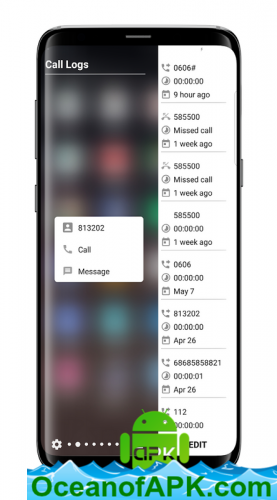 Call Logs
0606#
00:00:00
9 hour ago
585500
Missed call
1 week ago
585500
Missed call
1 week ago
585500
00:00:00
1 week ago
0606
00:00:00
May 7
813202
00:00:00
Apr 26
68685858821
00:00:01
Apr 26
112
00:00:00
813202
Call
Message
EDIT
apk
OceanofAPK.com